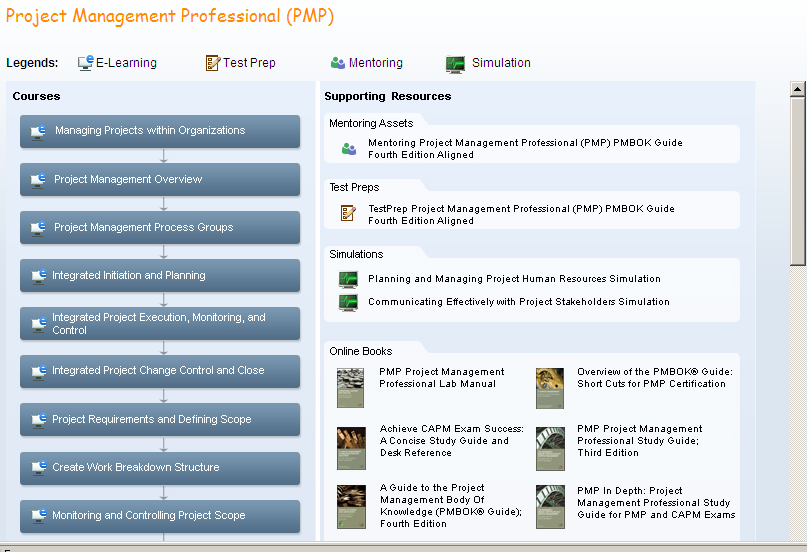 Project Management Professional (PMP)
Legends:
E-Learning
Test Prep
Mentoring
Simulation
Courses
Managing Projects within Organizations
Project Management Overview
Project Management Process Groups
Integrated Initiation and Planning
Integrated Project Execution, Monitoring, and
Control
Integrated Project Change Control and Close
Project Requirements and Defining Scope
Create Work Breakdown Structure
Monitoring and Controlling Project Scope
Supporting Resources
Mentoring Assets
Mentoring Project Management Professional (PMP) PMBOK Guide
Fourth Edition Aligned
Test Preps
TestPrep Project Management Professional (PMP) PMBOK Guide
Fourth Edition Aligned
Simulations
Planning and Managing Project Human Resources Simulation
Communicating Effectively with Project Stakeholders Simulation
Online Books
PMP Project Management
Professional Lab Manual
Overview of the PMBOK® Guide:
Short Cuts for PMP Certification
Achieve CAPM Exam Success:
A Concise Study Guide and
Desk Reference
PMP Project Management
Professional Study Guide;
Third Edition
A Guide to the Project
Management Body Of
Knowledge (PMBOK® Guide);
Fourth Edition
PMP In Depth: Project
Management Professional Study
Guide for PMP and CAPM Exams